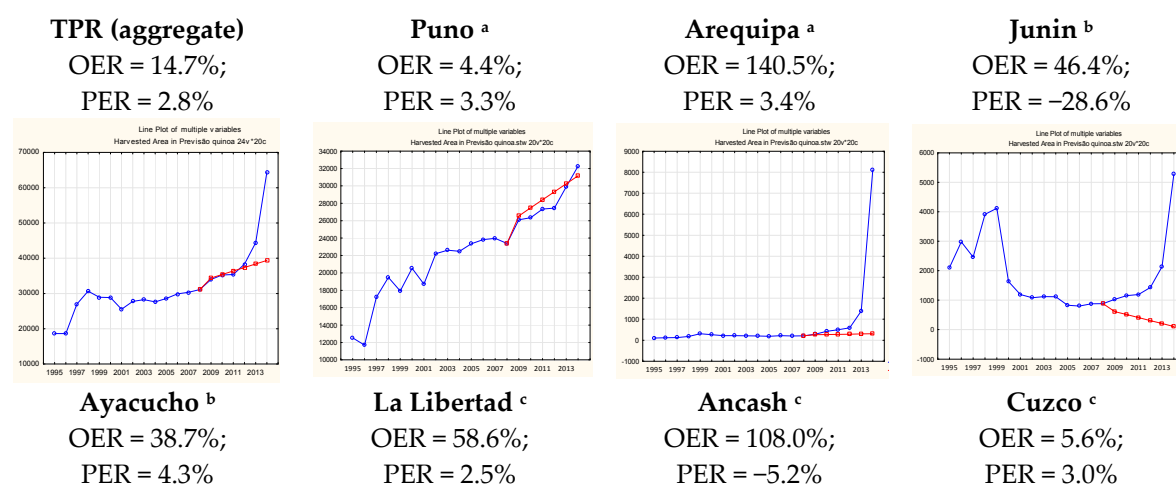 TPR (aggregate)
OER = 14.7%;
PER = 2.8%
Puno ᵃ
OER = 4.4%;
PER = 3.3%
Arequipa ᵃ
OER = 140.5%;
PER = 3.4%
Junin ᵇ
OER = 46.4%;
PER = −28.6%
Line Plot of multiple variables
Harvested Area in Previsão quinoa 24v*20c
70000
60000
50000
40000
30000
20000
10000
1995 1997 1999 2001 2003 2005 2007 2009 2011 2013
Line Plot of multiple variables
Harvested Area in Previsão quinoa.stw 20v*20c
34000
32000
30000
28000
26000
24000
22000
20000
18000
16000
14000
12000
10000
1995 1997 1999 2001 2003 2005 2007 2009 2011 2013
Line Plot of multiple variables
Harvested Area in Previsão quinoa.stw 20v*20c
9000
8000
7000
6000
5000
4000
3000
2000
1000
0
-1000
1995 1997 1999 2001 2003 2005 2007 2009 2011 2013
Line Plot of multiple variables
Harvested Area in Previsão quinoa.stw 20v*20c
6000
5000
4000
3000
2000
1000
0
-1000
1995 1997 1999 2001 2003 2005 2007 2009 2011 2013
Ayacucho ᵇ
OER = 38.7%;
PER = 4.3%
La Libertad ᶜ
OER = 58.6%;
PER = 2.5%
Ancash ᶜ
OER = 108.0%;
PER = −5.2%
Cuzco ᶜ
OER = 5.6%;
PER = 3.0%